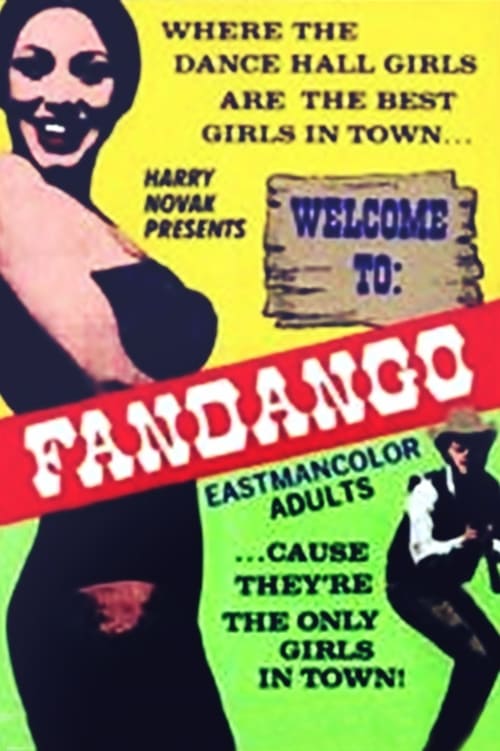 WHERE THE
DANCE HALL GIRLS
ARE THE BEST
GIRLS IN TOWN...
HARRY
NOVAK
PRESENTS
WELCOME
TO:
FANDANGO
EASTMANCOLOR
ADULTS
...CAUSE
THEY'RE
THE ONLY
GIRLS
IN TOWN!